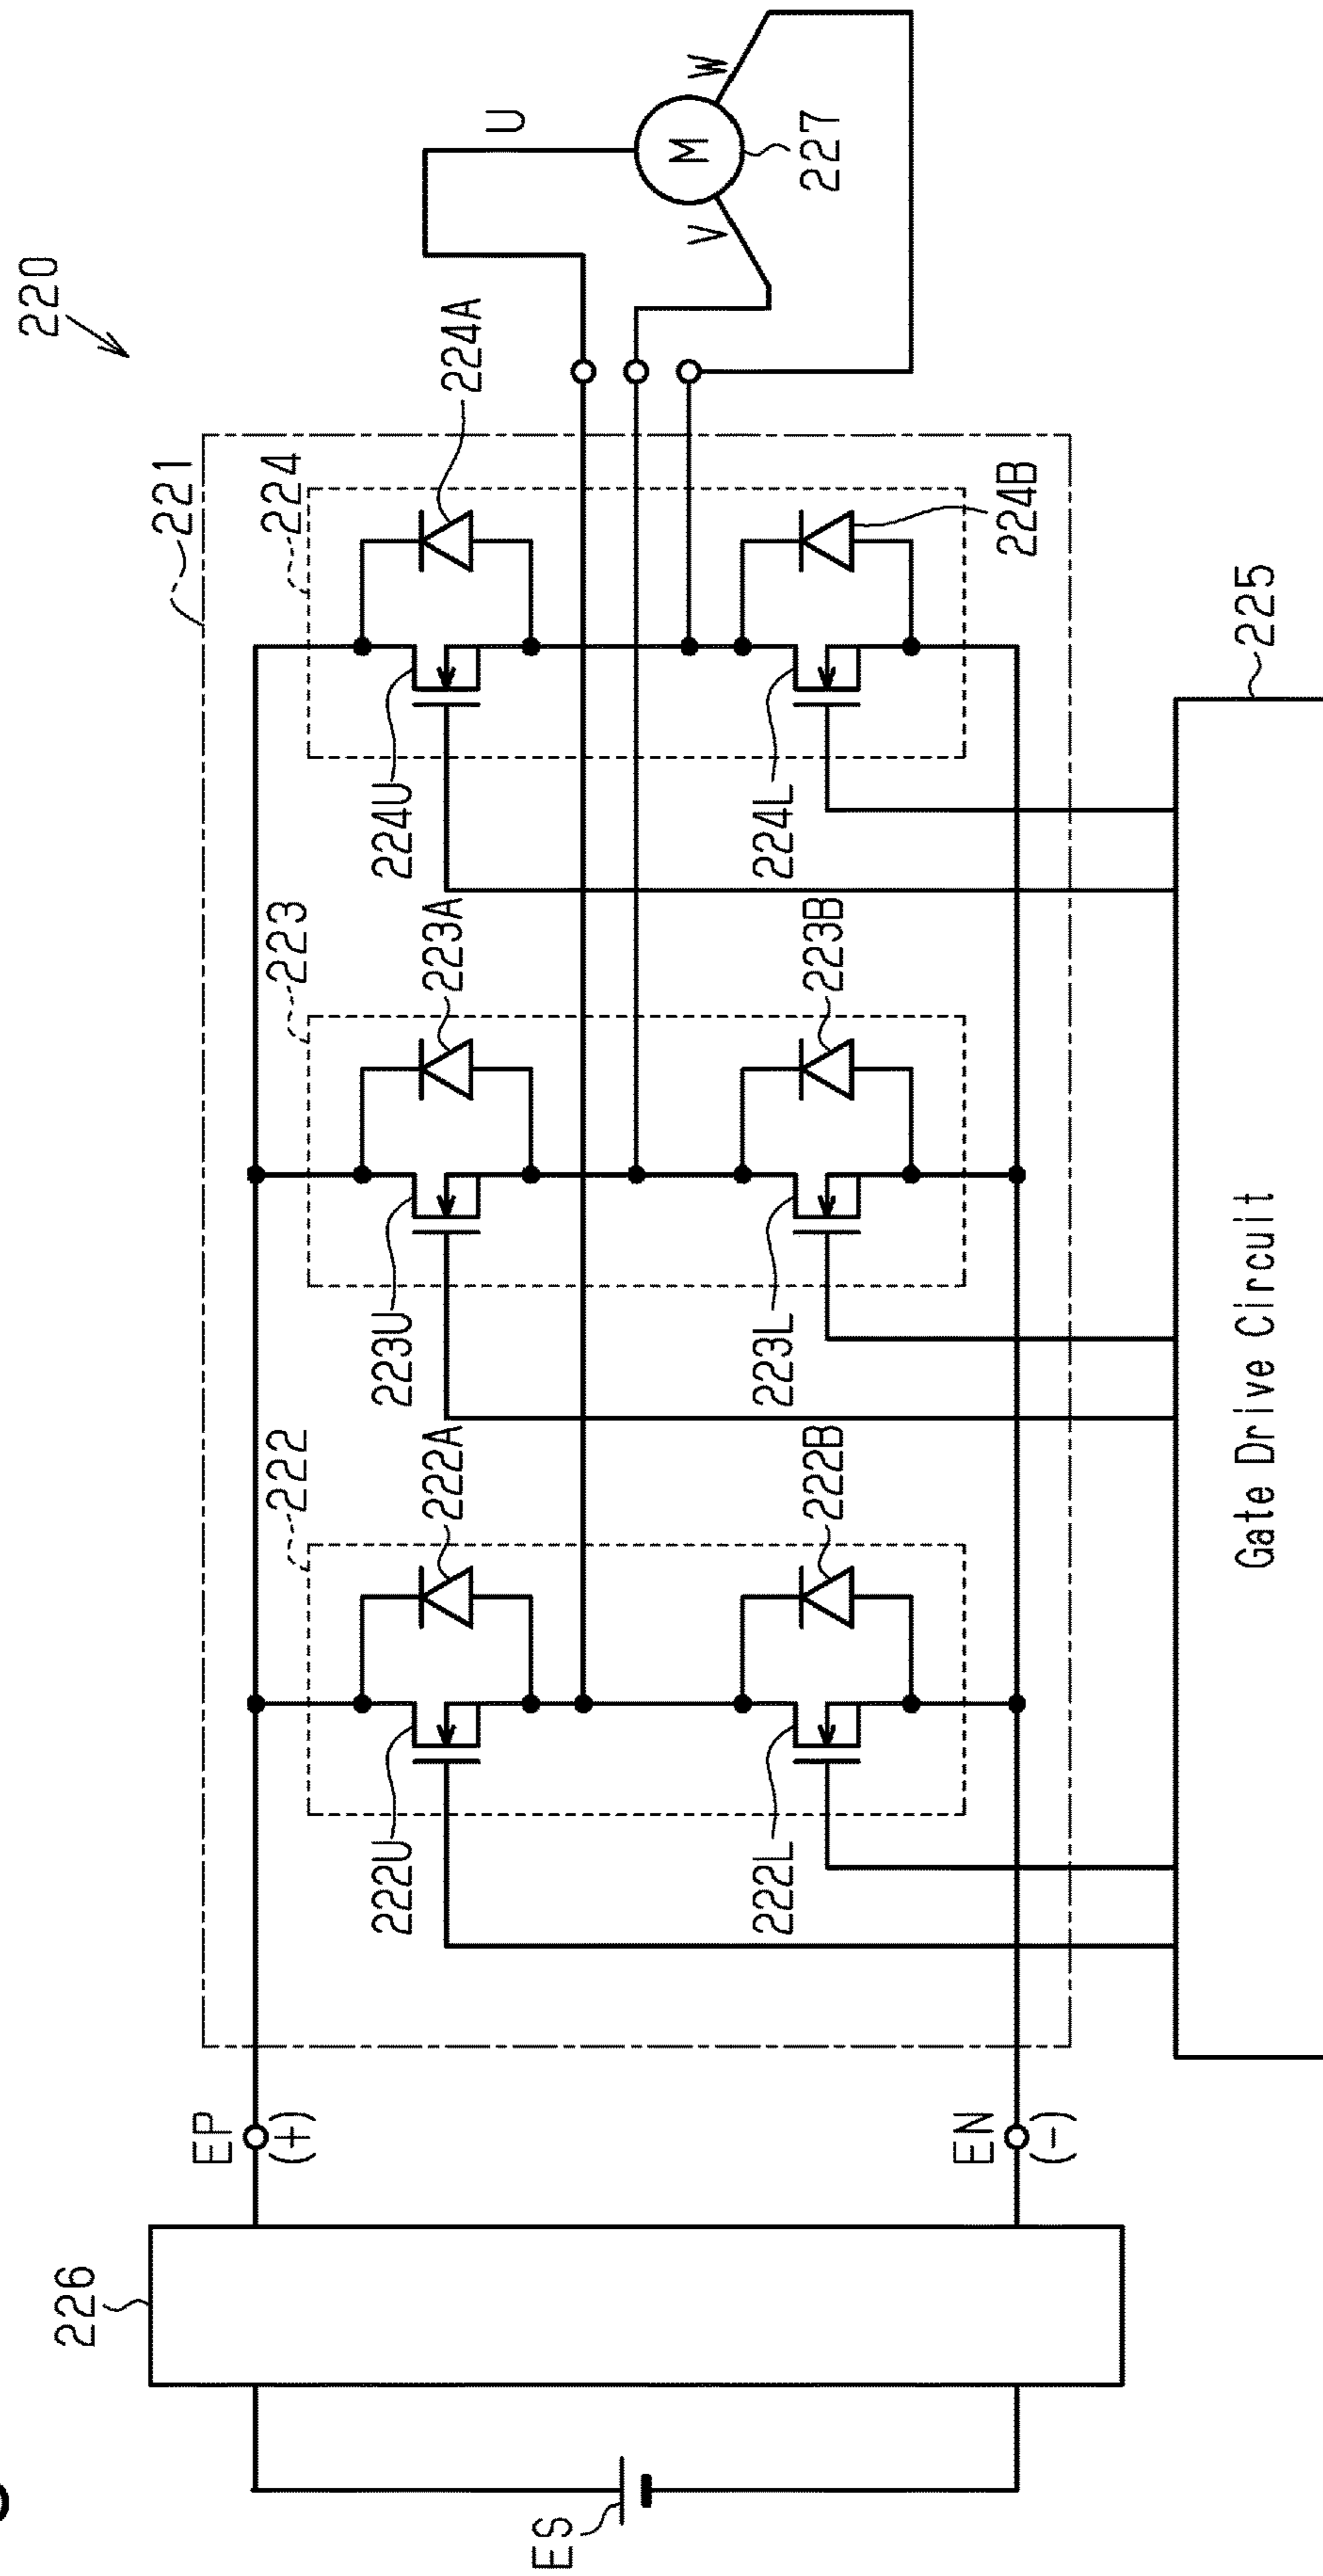 220
221
222
222A
222U
222B
222L
223
223A
223U
223B
223L
224
224A
224U
224B
224L
226
ES
EP
(+)
EN
(-)
U
V
W
M
227
225
Gate Drive Circuit